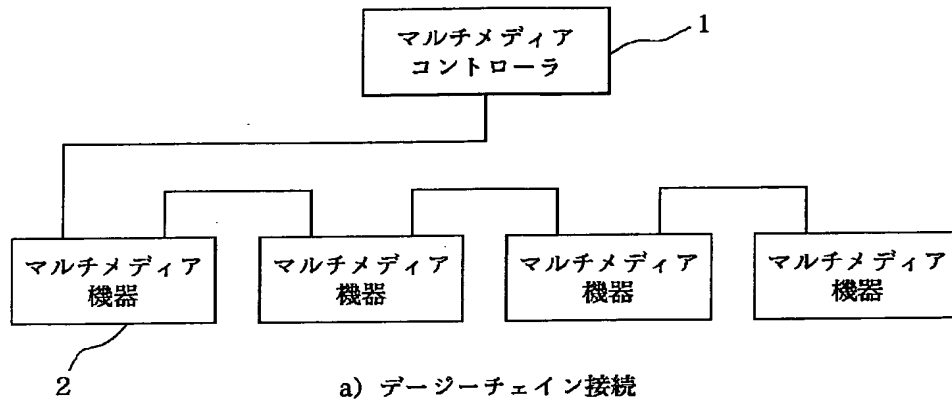 マルチメディア
コントローラ
1
マルチメディア
機器
マルチメディア
機器
マルチメディア
機器
マルチメディア
機器
2
a) デージーチェイン接続